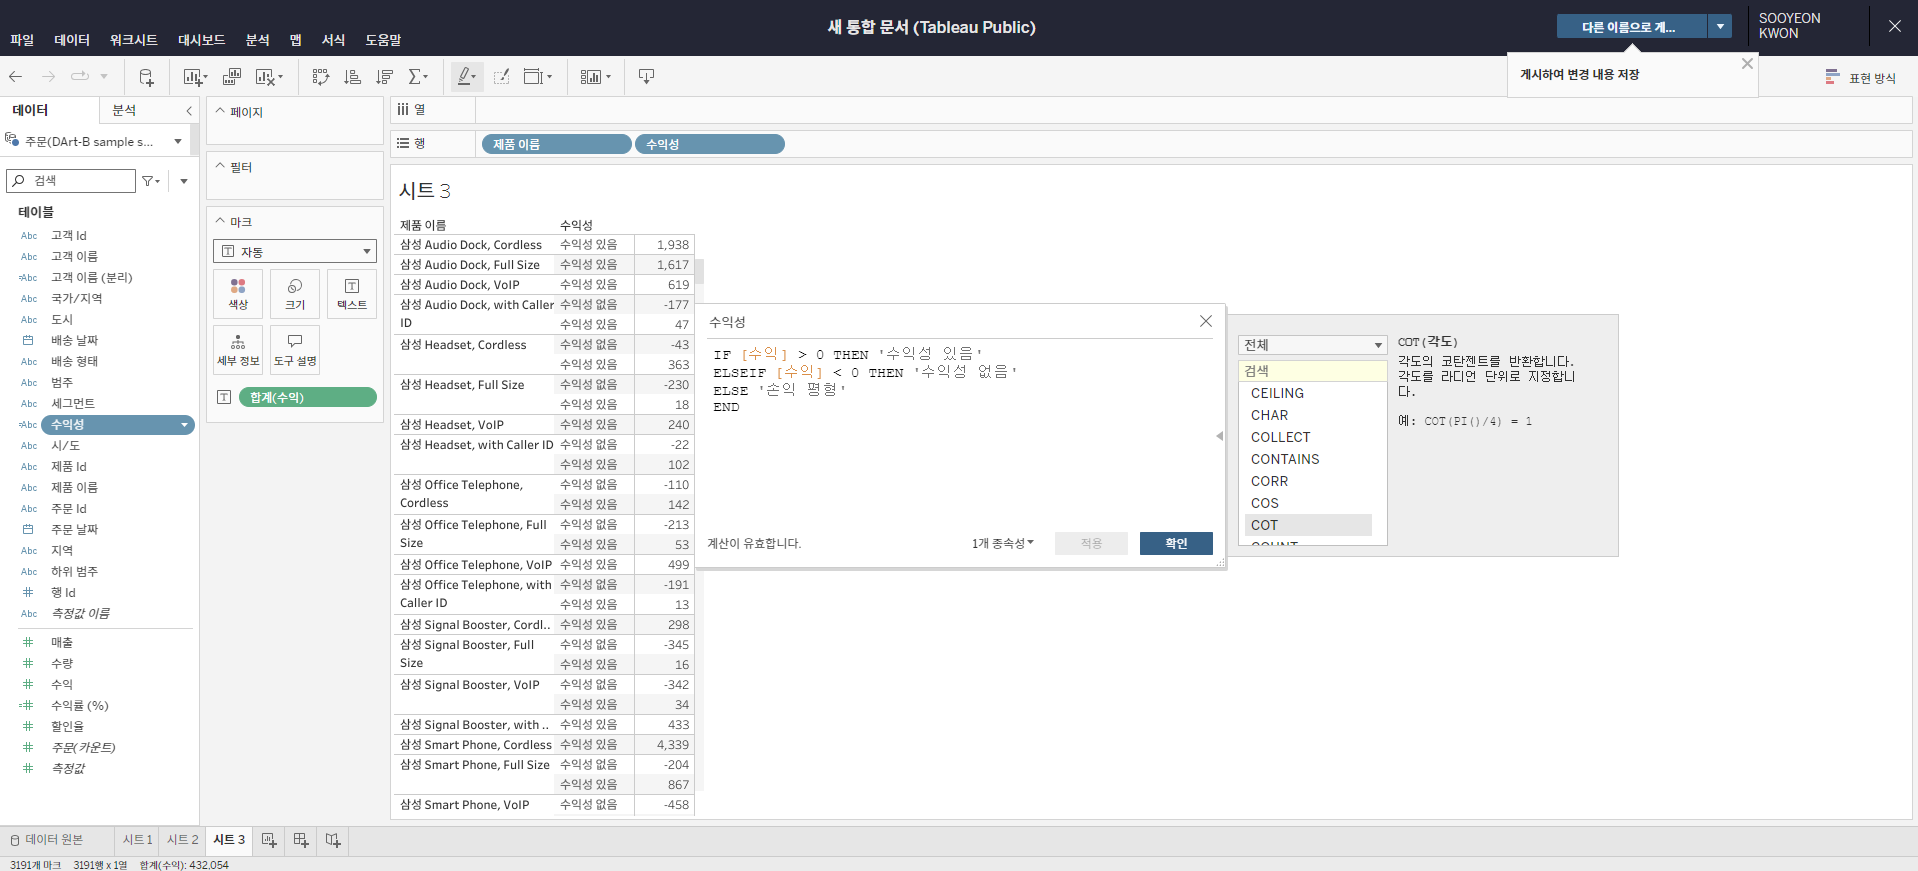 새 통합 문서 (Tableau Public)
다른 이름으로 게...
SOOYEON
KWON
파일 데이터 워크시트 대시보드 분석 맵 서식 도움말
게시하여 변경 내용 저장
표현 방식
데이터 분석
주문(DArt-B sample s...
검색
테이블
Abc 고객 Id
Abc 고객 이름
=Abc 고객 이름 (분리)
Abc 국가/지역
Abc 도시
배송 날짜
Abc 배송 형태
Abc 범주
Abc 세그먼트
=Abc 수익성
Abc 시/도
Abc 제품 Id
Abc 제품 이름
Abc 주문 Id
주문 날짜
Abc 지역
Abc 하위 범주
# 행 Id
Abc 측정값 이름
# 매출
# 수량
# 수익
=# 수익률 (%)
# 할인율
# 주문(카운트)
# 측정값
페이지
필터
마크
T 자동
색상 크기 텍스트
세부 정보 도구 설명
T 합계(수익)
열
행 제품 이름 수익성
시트 3
제품 이름 수익성
삼성 Audio Dock, Cordless 수익성 있음 1,938
삼성 Audio Dock, Full Size 수익성 있음 1,617
삼성 Audio Dock, VoIP 수익성 있음 619
삼성 Audio Dock, with Caller 수익성 없음 -177
ID 수익성 있음 47
삼성 Headset, Cordless 수익성 없음 -43
수익성 있음 363
삼성 Headset, Full Size 수익성 없음 -230
수익성 있음 18
삼성 Headset, VoIP 수익성 있음 240
삼성 Headset, with Caller ID 수익성 없음 -22
수익성 있음 102
삼성 Office Telephone, 수익성 없음 -110
Cordless 수익성 있음 142
삼성 Office Telephone, Full 수익성 없음 -213
Size 수익성 있음 53
삼성 Office Telephone, VoIP 수익성 있음 499
삼성 Office Telephone, with 수익성 없음 -191
Caller ID 수익성 있음 13
삼성 Signal Booster, Cordl.. 수익성 있음 298
삼성 Signal Booster, Full 수익성 없음 -345
Size 수익성 있음 16
삼성 Signal Booster, VoIP 수익성 없음 -342
수익성 있음 34
삼성 Signal Booster, with .. 수익성 있음 433
삼성 Smart Phone, Cordless 수익성 있음 4,339
삼성 Smart Phone, Full Size 수익성 없음 -204
수익성 있음 867
삼성 Smart Phone, VoIP 수익성 없음 -458
수익성
IF [수익] > 0 THEN '수익성 있음'
ELSEIF [수익] < 0 THEN '수익성 없음'
ELSE '손익 평형'
END
계산이 유효합니다.
1개 종속성
적용
확인
전체
검색
CEILING
CHAR
COLLECT
CONTAINS
CORR
COS
COT
COUNT
COT(각도)
각도의 코탄젠트를 반환합니다.
각도를 라디언 단위로 지정합니
다.
예: COT(PI()/4) = 1
데이터 원본 시트 1 시트 2 시트 3
3191개 마크 3191행 x 1열 합계(수익): 432,054